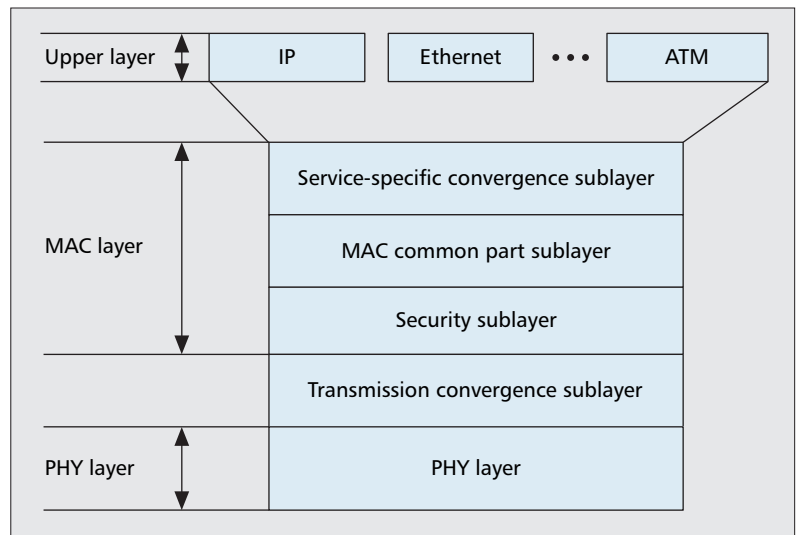 Upper layer
IP
Ethernet
•••
ATM
Service-specific convergence sublayer
MAC layer
MAC common part sublayer
Security sublayer
Transmission convergence sublayer
PHY layer
PHY layer